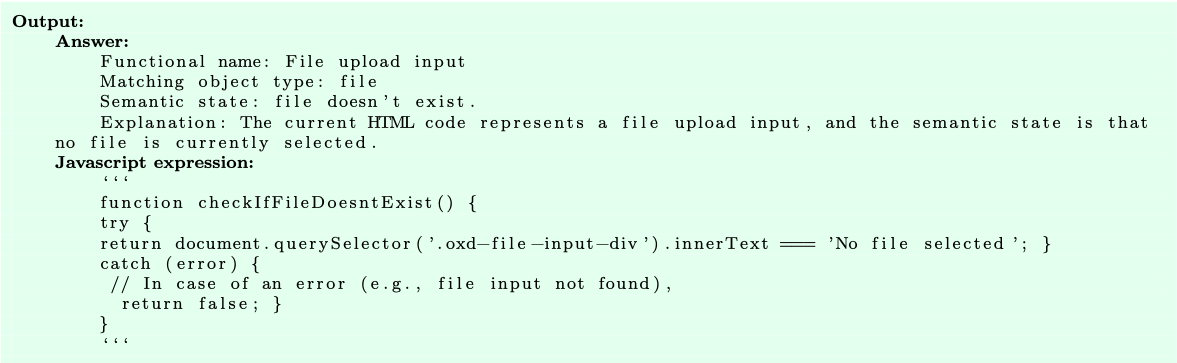 Output:
Answer:
Functional name: File upload input
Matching object type: file
Semantic state: file doesn't exist.
Explanation: The current HTML code represents a file upload input, and the semantic state is that
no file is currently selected.
Javascript expression:
```
function checkIfFileDoesntExist() {
try {
return document.querySelector('.oxd-file-input-div').innerText === 'No file selected'; }
catch (error) {
// In case of an error (e.g., file input not found),
return false; }
}
```